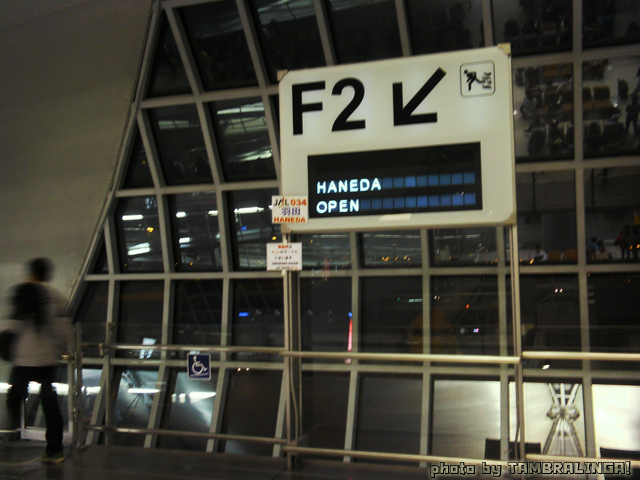 F2
HANEDA
OPEN
JAL 034
羽田
HANEDA
photo by TAMBRALINGA!